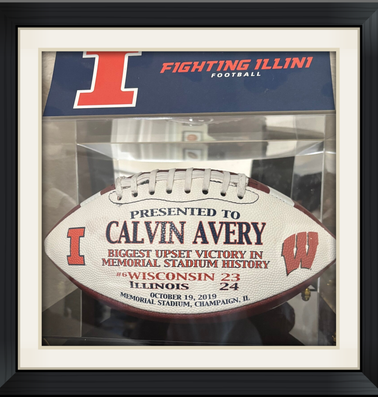 I FIGHTING ILLINI
FOOTBALL
PRESENTED TO
CALVIN AVERY
BIGGEST UPSET VICTORY IN
MEMORIAL STADIUM HISTORY
#6 WISCONSIN 23
ILLINOIS 24
OCTOBER 19, 2019
MEMORIAL STADIUM, CHAMPAIGN, IL
I
W